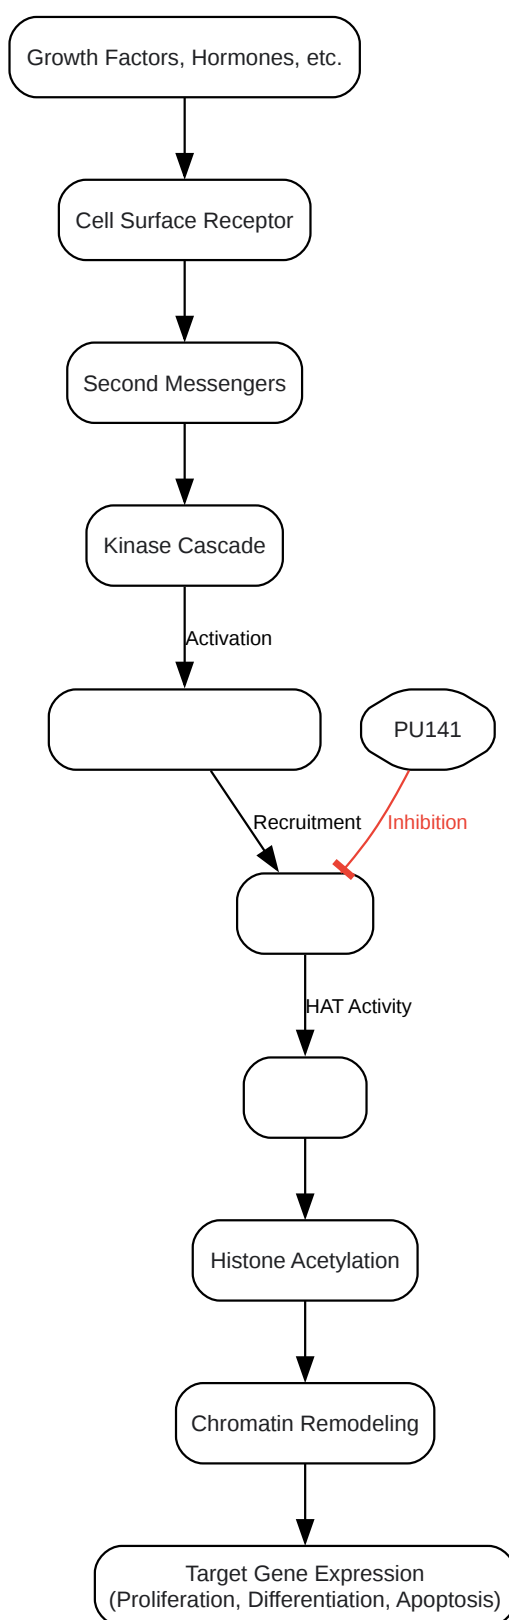 Growth Factors, Hormones, etc.
Cell Surface Receptor
Second Messengers
Kinase Cascade
Activation
PU141
Recruitment
Inhibition
HAT Activity
Histone Acetylation
Chromatin Remodeling
Target Gene Expression
(Proliferation, Differentiation, Apoptosis)